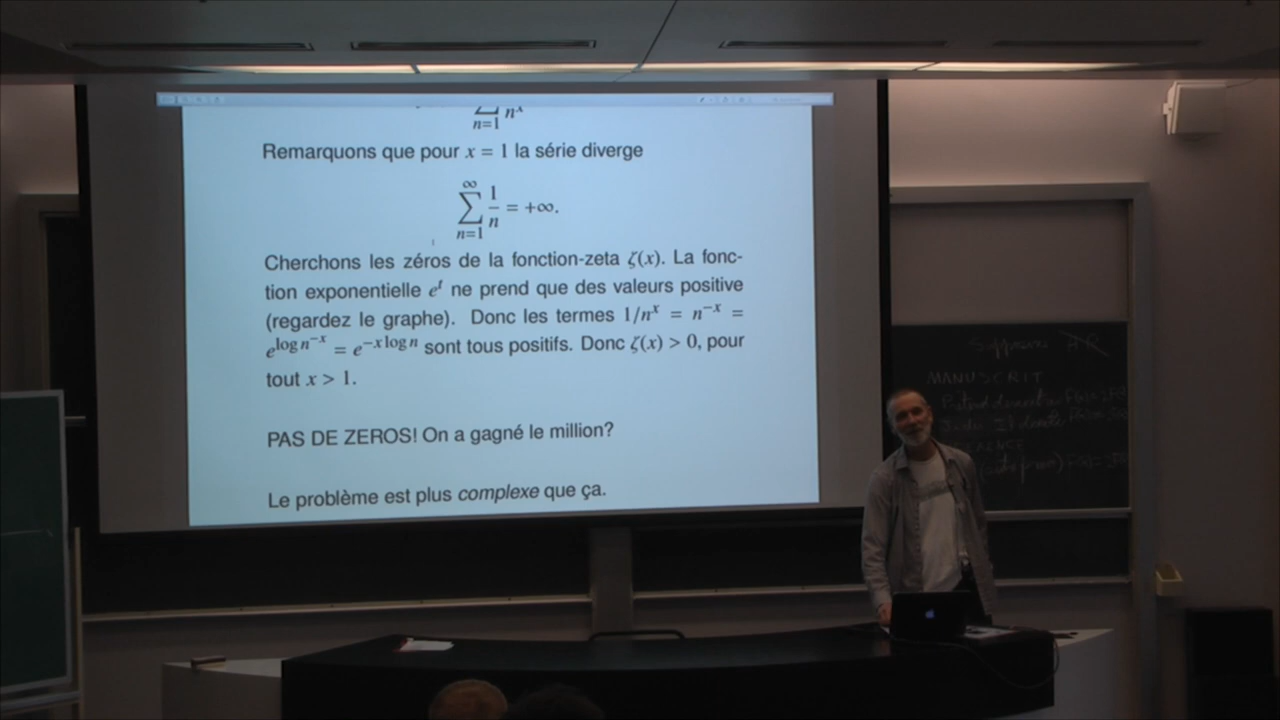 n=1 n^x
Remarquons que pour x = 1 la série diverge
∞
∑ 1/n = +∞.
n=1
Cherchons les zéros de la fonction-zeta ζ(x). La fonc-
tion exponentielle e^t ne prend que des valeurs positive
(regardez le graphe). Donc les termes 1/n^x = n^{-x} =
e^{log n^{-x}} = e^{-x log n} sont tous positifs. Donc ζ(x) > 0, pour
tout x > 1.
PAS DE ZEROS! On a gagné le million?
Le problème est plus complexe que ça.
MANUSCRIT